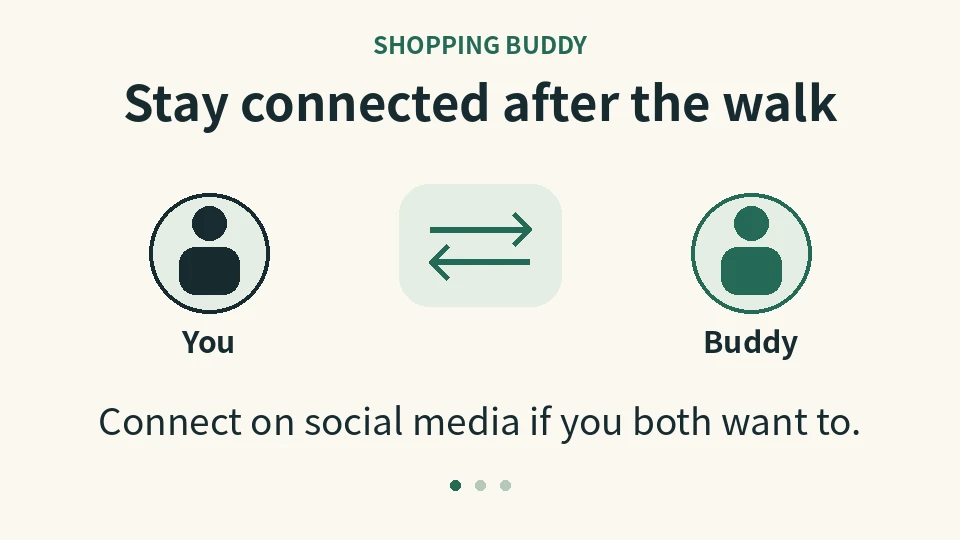 SHOPPING BUDDY
Stay connected after the walk
You
Buddy
Connect on social media if you both want to.